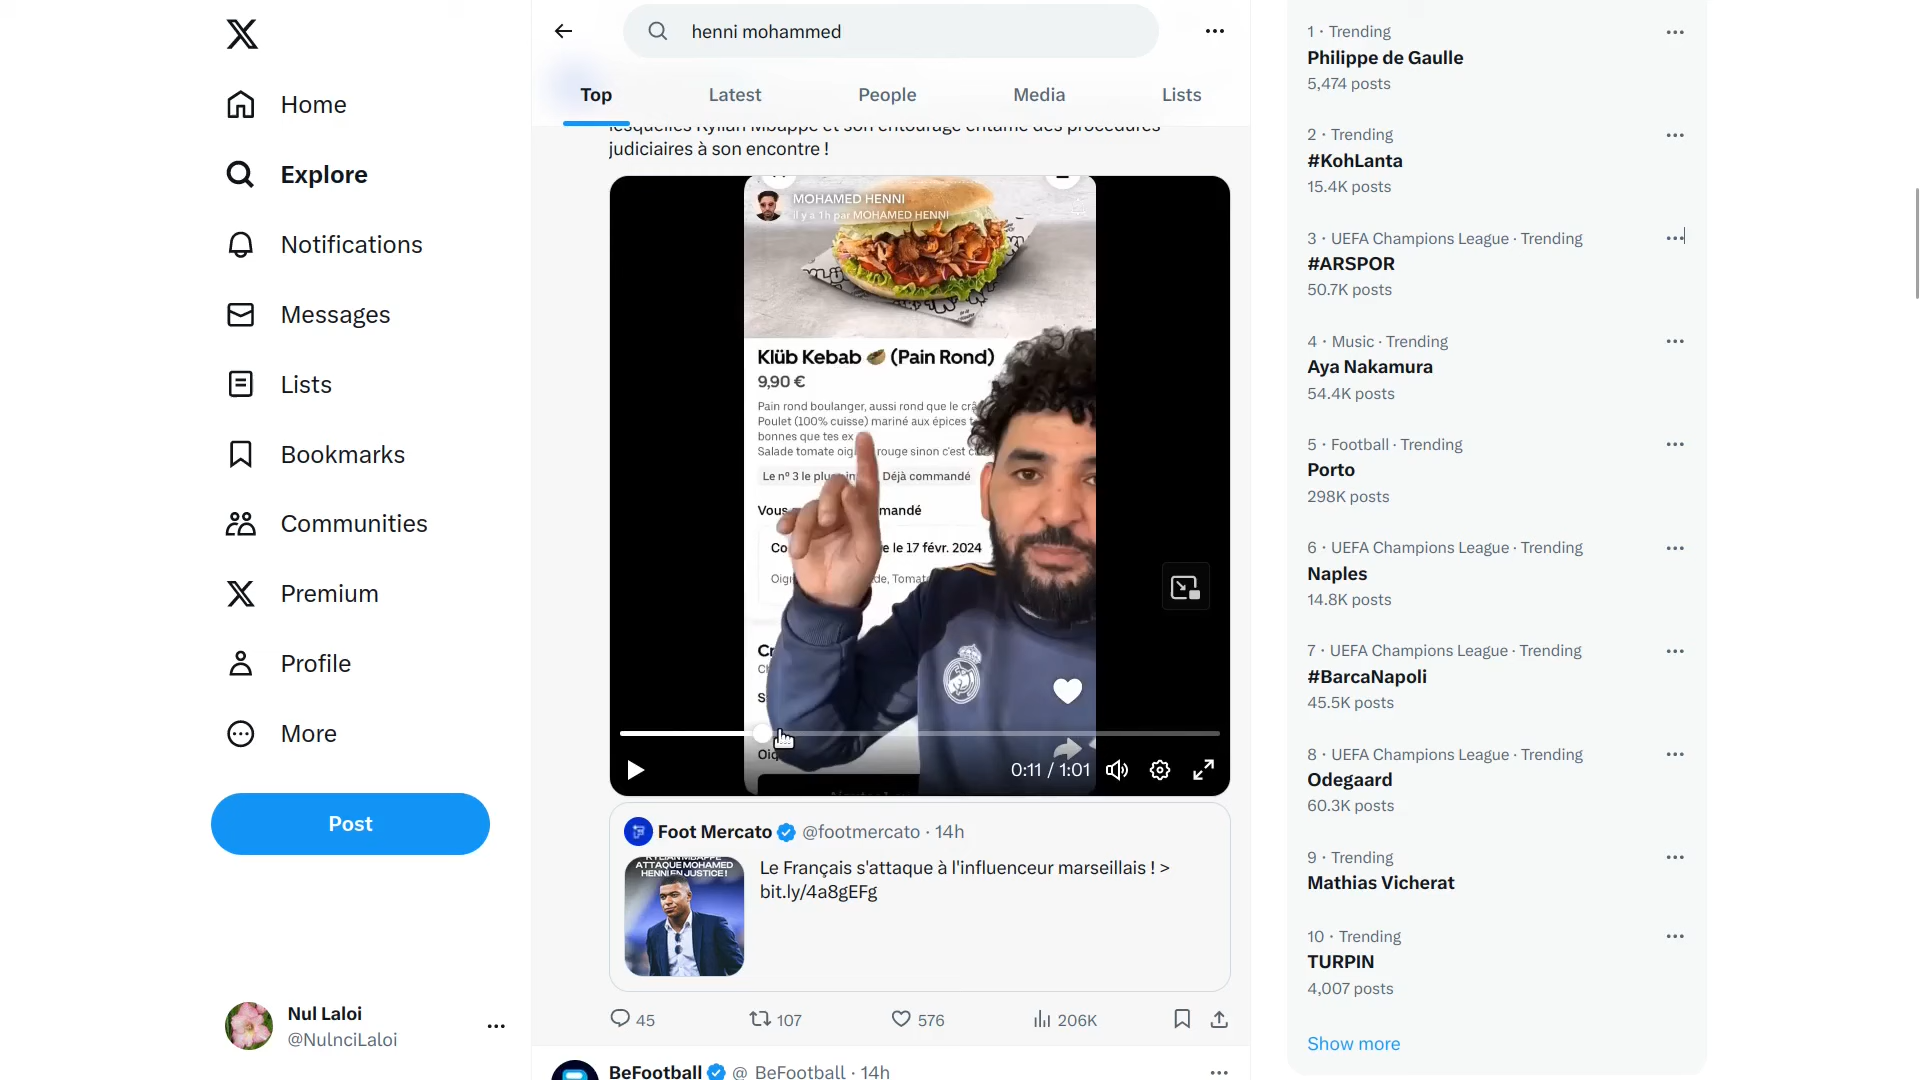 Home
Explore
Notifications
Messages
Lists
Bookmarks
Communities
Premium
Profile
More
Post
Nul Laloi
@NulnciLaloi
henni mohammed
Top
Latest
People
Media
Lists
lesquelles Kylian Mbappé et son entourage entame des procédures
judiciaires à son encontre !
MOHAMED HENNI
il y a 1h par MOHAMED HENNI
Klüb Kebab 🥙 (Pain Rond)
9,90 €
Pain rond boulanger, aussi rond que le
Poulet (100% cuisse) mariné aux épices
bonnes que tes ex
Salade tomate rouge sinon c'est
Le n° 3 le
Déjà commandé
Vous
le 17 févr. 2024
0:11 / 1:01
Foot Mercato @footmercato · 14h
KYLIAN MBAPPÉ
ATTAQUE MOHAMED
HENNI EN JUSTICE !
Le Français s'attaque à l'influenceur marseillais ! >
bit.ly/4a8gEFg
45
107
576
206K
BeFootball @_BeFootball · 14h
1 · Trending
Philippe de Gaulle
5,474 posts
2 · Trending
#KohLanta
15.4K posts
3 · UEFA Champions League · Trending
#ARSPOR
50.7K posts
4 · Music · Trending
Aya Nakamura
54.4K posts
5 · Football · Trending
Porto
298K posts
6 · UEFA Champions League · Trending
Naples
14.8K posts
7 · UEFA Champions League · Trending
#BarcaNapoli
45.5K posts
8 · UEFA Champions League · Trending
Odegaard
60.3K posts
9 · Trending
Mathias Vicherat
10 · Trending
TURPIN
4,007 posts
Show more